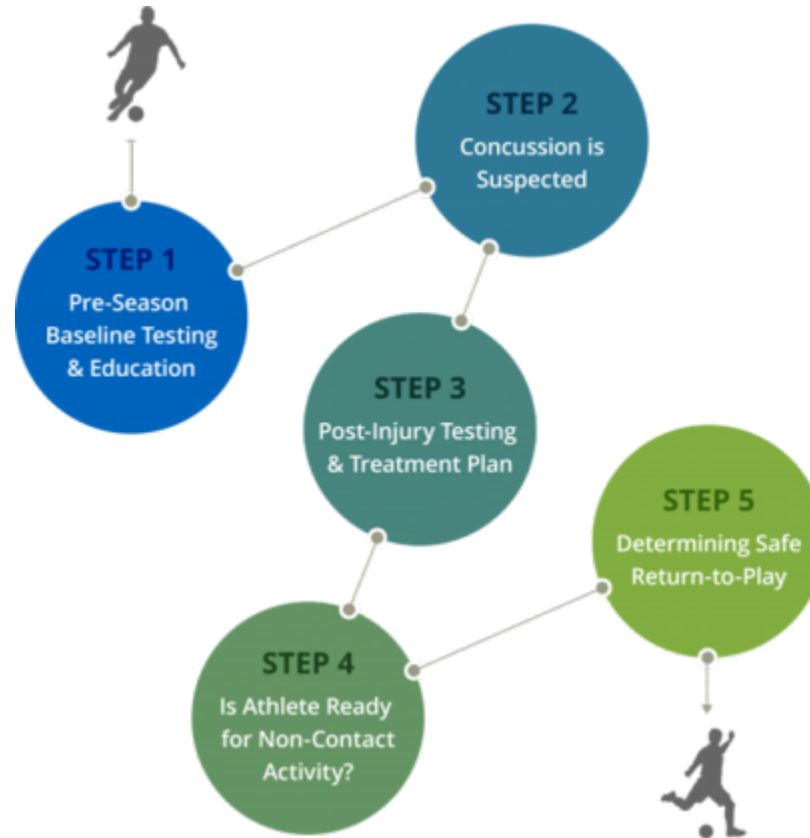 STEP 1
Pre-Season
Baseline Testing
& Education
STEP 2
Concussion is
Suspected
STEP 3
Post-Injury Testing
& Treatment Plan
STEP 4
Is Athlete Ready
for Non-Contact
Activity?
STEP 5
Determining Safe
Return-to-Play